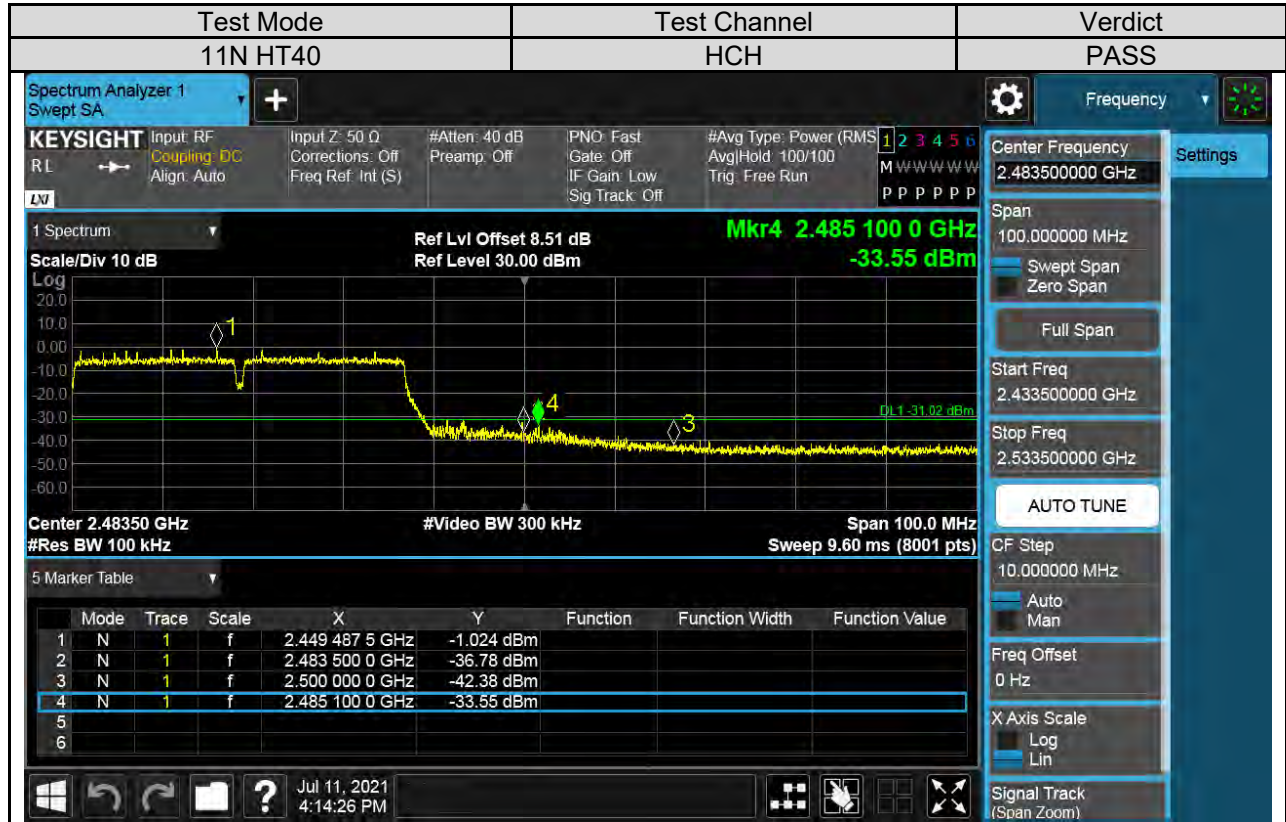 Test Mode Test Channel Verdict
11N HT40 HCH PASS
Spectrum Analyzer 1
Swept SA
+
Frequency
KEYSIGHT Input: RF Input Z: 50 Ω #Atten: 40 dB PNO: Fast #Avg Type: Power (RMS 1 2 3 4 5 6
RL Coupling: DC Corrections: Off Preamp: Off Gate: Off Avg|Hold: 100/100 M W W W W W
Align: Auto Freq Ref: Int (S) IF Gain: Low Trig: Free Run
LXI Sig Track: Off P P P P P P
1 Spectrum
Ref Lvl Offset 8.51 dB
Mkr4 2.485 100 0 GHz
Scale/Div 10 dB Ref Level 30.00 dBm -33.55 dBm
Log
20.0
10.0
0.00
-10.0
-20.0
-30.0
-40.0
-50.0
-60.0
1
4
3
DL1 -31.02 dBm
Center 2.48350 GHz #Video BW 300 kHz Span 100.0 MHz
#Res BW 100 kHz Sweep 9.60 ms (8001 pts)
5 Marker Table
Mode Trace Scale X Y Function Function Width Function Value
1 N 1 f 2.449 487 5 GHz -1.024 dBm
2 N 1 f 2.483 500 0 GHz -36.78 dBm
3 N 1 f 2.500 000 0 GHz -42.38 dBm
4 N 1 f 2.485 100 0 GHz -33.55 dBm
5
6
?
Jul 11, 2021
4:14:26 PM
Center Frequency
2.483500000 GHz
Settings
Span
100.000000 MHz
Swept Span
Zero Span
Full Span
Start Freq
2.433500000 GHz
Stop Freq
2.533500000 GHz
AUTO TUNE
CF Step
10.000000 MHz
Auto
Man
Freq Offset
0 Hz
X Axis Scale
Log
Lin
Signal Track
(Span Zoom)